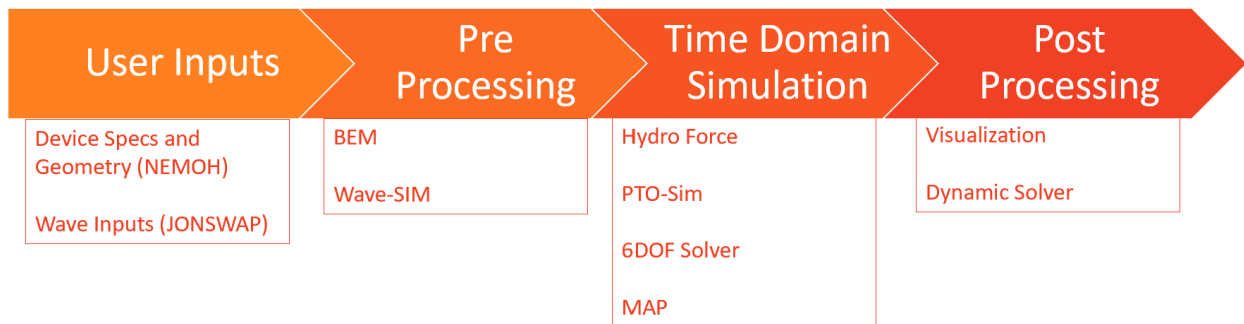 User Inputs
Pre
Processing
Time Domain
Simulation
Post
Processing
Device Specs and
Geometry (NEMOH)
Wave Inputs (JONSWAP)
BEM
Wave-SIM
Hydro Force
PTO-Sim
6DOF Solver
MAP
Visualization
Dynamic Solver